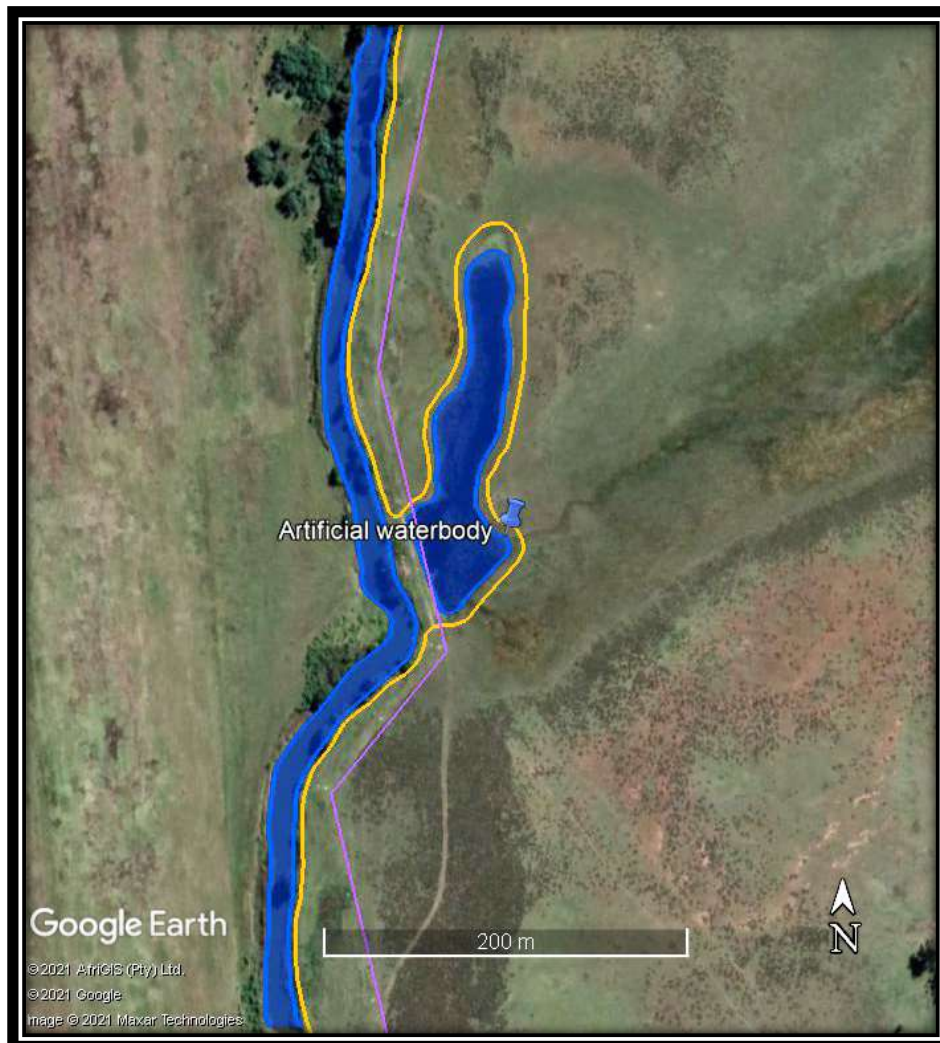 Artificial waterbody
Google Earth
200 m
N
©2021 AfriGIS (Pty) Ltd.
©2021 Google
Image © 2021 Maxar Technologies